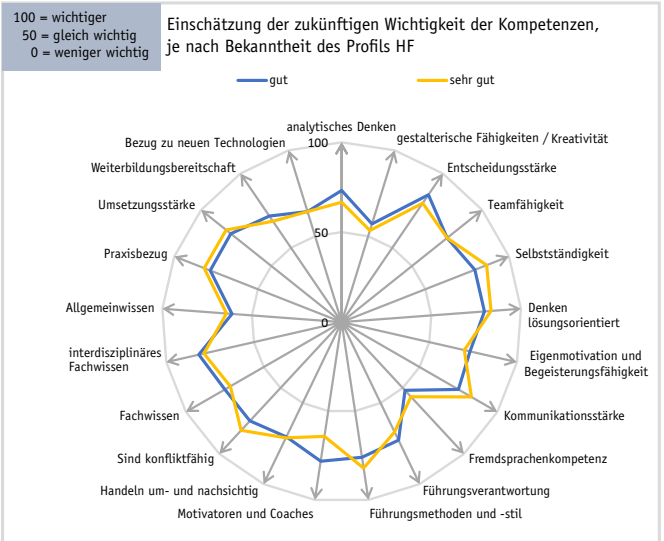 100 = wichtiger
50 = gleich wichtig
0 = weniger wichtig
Einschätzung der zukünftigen Wichtigkeit der Kompetenzen,
je nach Bekanntheit des Profils HF
gut
sehr gut
analytisches Denken
gestalterische Fähigkeiten / Kreativität
Entscheidungsstärke
Teamfähigkeit
Selbstständigkeit
Denken
lösungsorientiert
Eigenmotivation und
Begeisterungsfähigkeit
Kommunikationsstärke
Fremdsprachenkompetenz
Führungsverantwortung
Führungsmethoden und -stil
Motivatoren und Coaches
Handeln um- und nachsichtig
Sind konfliktfähig
Fachwissen
interdisziplinäres
Fachwissen
Allgemeinwissen
Praxisbezug
Umsetzungsstärke
Weiterbildungsbereitschaft
Bezug zu neuen Technologien
100
50
0